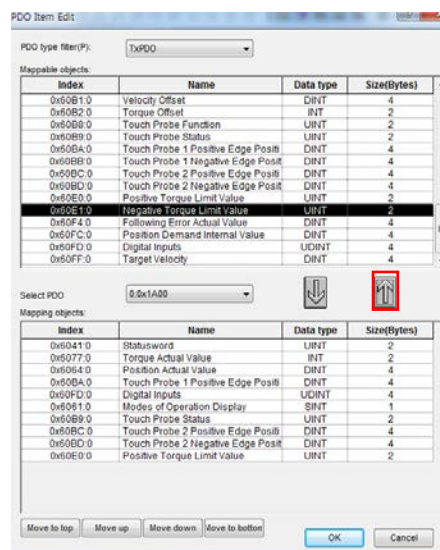 PDO Item Edit
PDO type filter(P): TxPDO
Mappable objects:
Index Name Data type Size(Bytes)
0x60B1:0 Velocity Offset DINT 4
0x60B2:0 Torque Offset INT 2
0x60B8:0 Touch Probe Function UINT 2
0x60B9:0 Touch Probe Status UINT 2
0x60BA:0 Touch Probe 1 Positive Edge Positi DINT 4
0x60BB:0 Touch Probe 1 Negative Edge Posit DINT 4
0x60BC:0 Touch Probe 2 Positive Edge Positi DINT 4
0x60BD:0 Touch Probe 2 Negative Edge Posit DINT 4
0x60E0:0 Positive Torque Limit Value UINT 2
0x60E1:0 Negative Torque Limit Value UINT 2
0x60F4:0 Following Error Actual Value DINT 4
0x60FC:0 Position Demand Internal Value DINT 4
0x60FD:0 Digital Inputs UDINT 4
0x60FF:0 Target Velocity DINT 4
Select PDO 0:0x1A00
Mapping objects:
Index Name Data type Size(Bytes)
0x6041:0 Statusword UINT 2
0x6077:0 Torque Actual Value INT 2
0x6064:0 Position Actual Value DINT 4
0x60BA:0 Touch Probe 1 Positive Edge Positi DINT 4
0x60FD:0 Digital Inputs UDINT 4
0x6061:0 Modes of Operation Display SINT 1
0x60B9:0 Touch Probe Status UINT 2
0x60BC:0 Touch Probe 2 Positive Edge Positi DINT 4
0x60BD:0 Touch Probe 2 Negative Edge Posit DINT 4
0x60E0:0 Positive Torque Limit Value UINT 2
Move to top Move up Move down Move to botton
OK Cancel